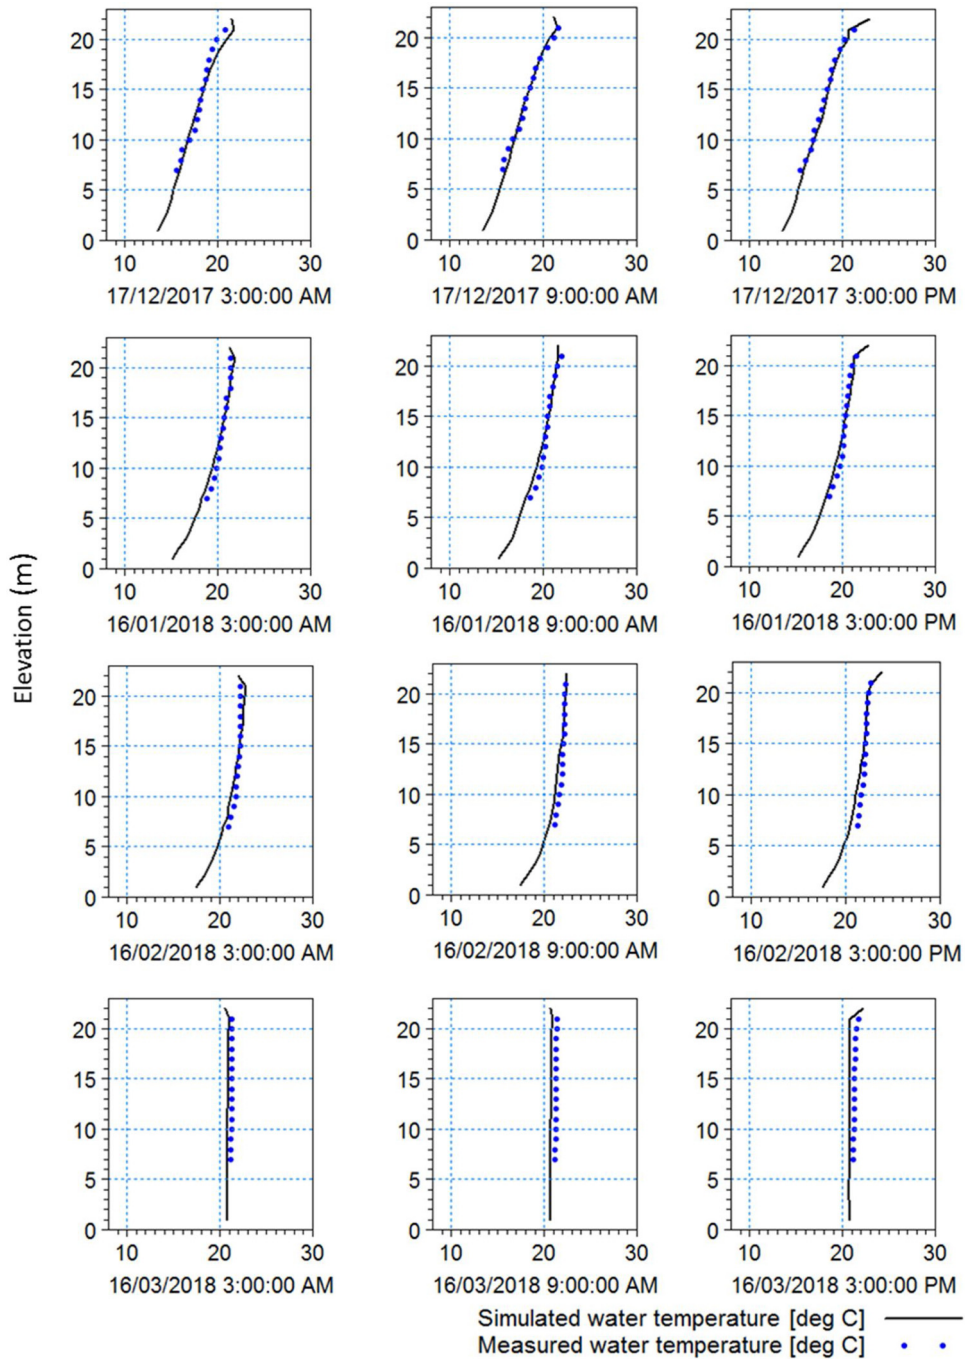 Elevation (m)
20
15
10
5
0
10 20 30
17/12/2017 3:00:00 AM
20
15
10
5
0
10 20 30
17/12/2017 9:00:00 AM
20
15
10
5
0
10 20 30
17/12/2017 3:00:00 PM
20
15
10
5
0
10 20 30
16/01/2018 3:00:00 AM
20
15
10
5
0
10 20 30
16/01/2018 9:00:00 AM
20
15
10
5
0
10 20 30
16/01/2018 3:00:00 PM
20
15
10
5
0
10 20 30
16/02/2018 3:00:00 AM
20
15
10
5
0
10 20 30
16/02/2018 9:00:00 AM
20
15
10
5
0
10 20 30
16/02/2018 3:00:00 PM
20
15
10
5
0
10 20 30
16/03/2018 3:00:00 AM
20
15
10
5
0
10 20 30
16/03/2018 9:00:00 AM
20
15
10
5
0
10 20 30
16/03/2018 3:00:00 PM
Simulated water temperature [deg C]
Measured water temperature [deg C]